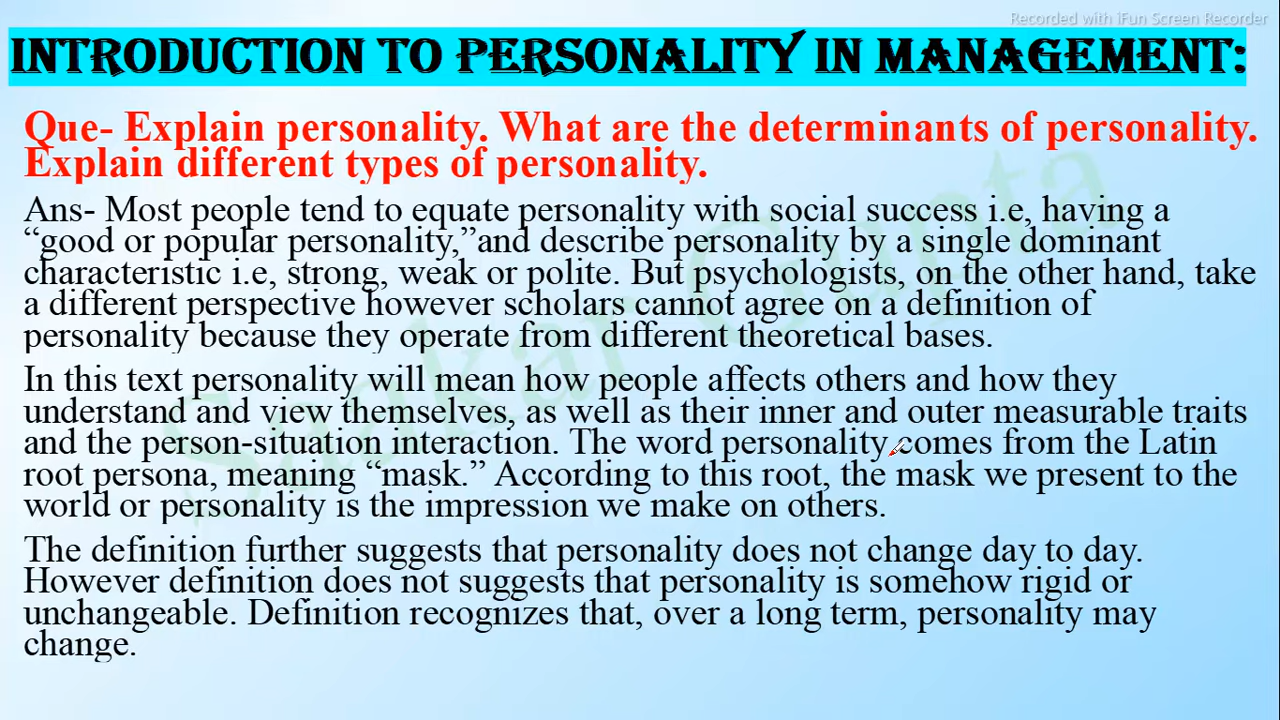 Recorded with iFun Screen Recorder
INTRODUCTION TO PERSONALITY IN MANAGEMENT:
Que- Explain personality. What are the determinants of personality.
Explain different types of personality.
Ans- Most people tend to equate personality with social success i.e, having a
“good or popular personality,”and describe personality by a single dominant
characteristic i.e, strong, weak or polite. But psychologists, on the other hand, take
a different perspective however scholars cannot agree on a definition of
personality because they operate from different theoretical bases.
In this text personality will mean how people affects others and how they
understand and view themselves, as well as their inner and outer measurable traits
and the person-situation interaction. The word personality comes from the Latin
root persona, meaning “mask.” According to this root, the mask we present to the
world or personality is the impression we make on others.
The definition further suggests that personality does not change day to day.
However definition does not suggests that personality is somehow rigid or
unchangeable. Definition recognizes that, over a long term, personality may
change.
Gupta